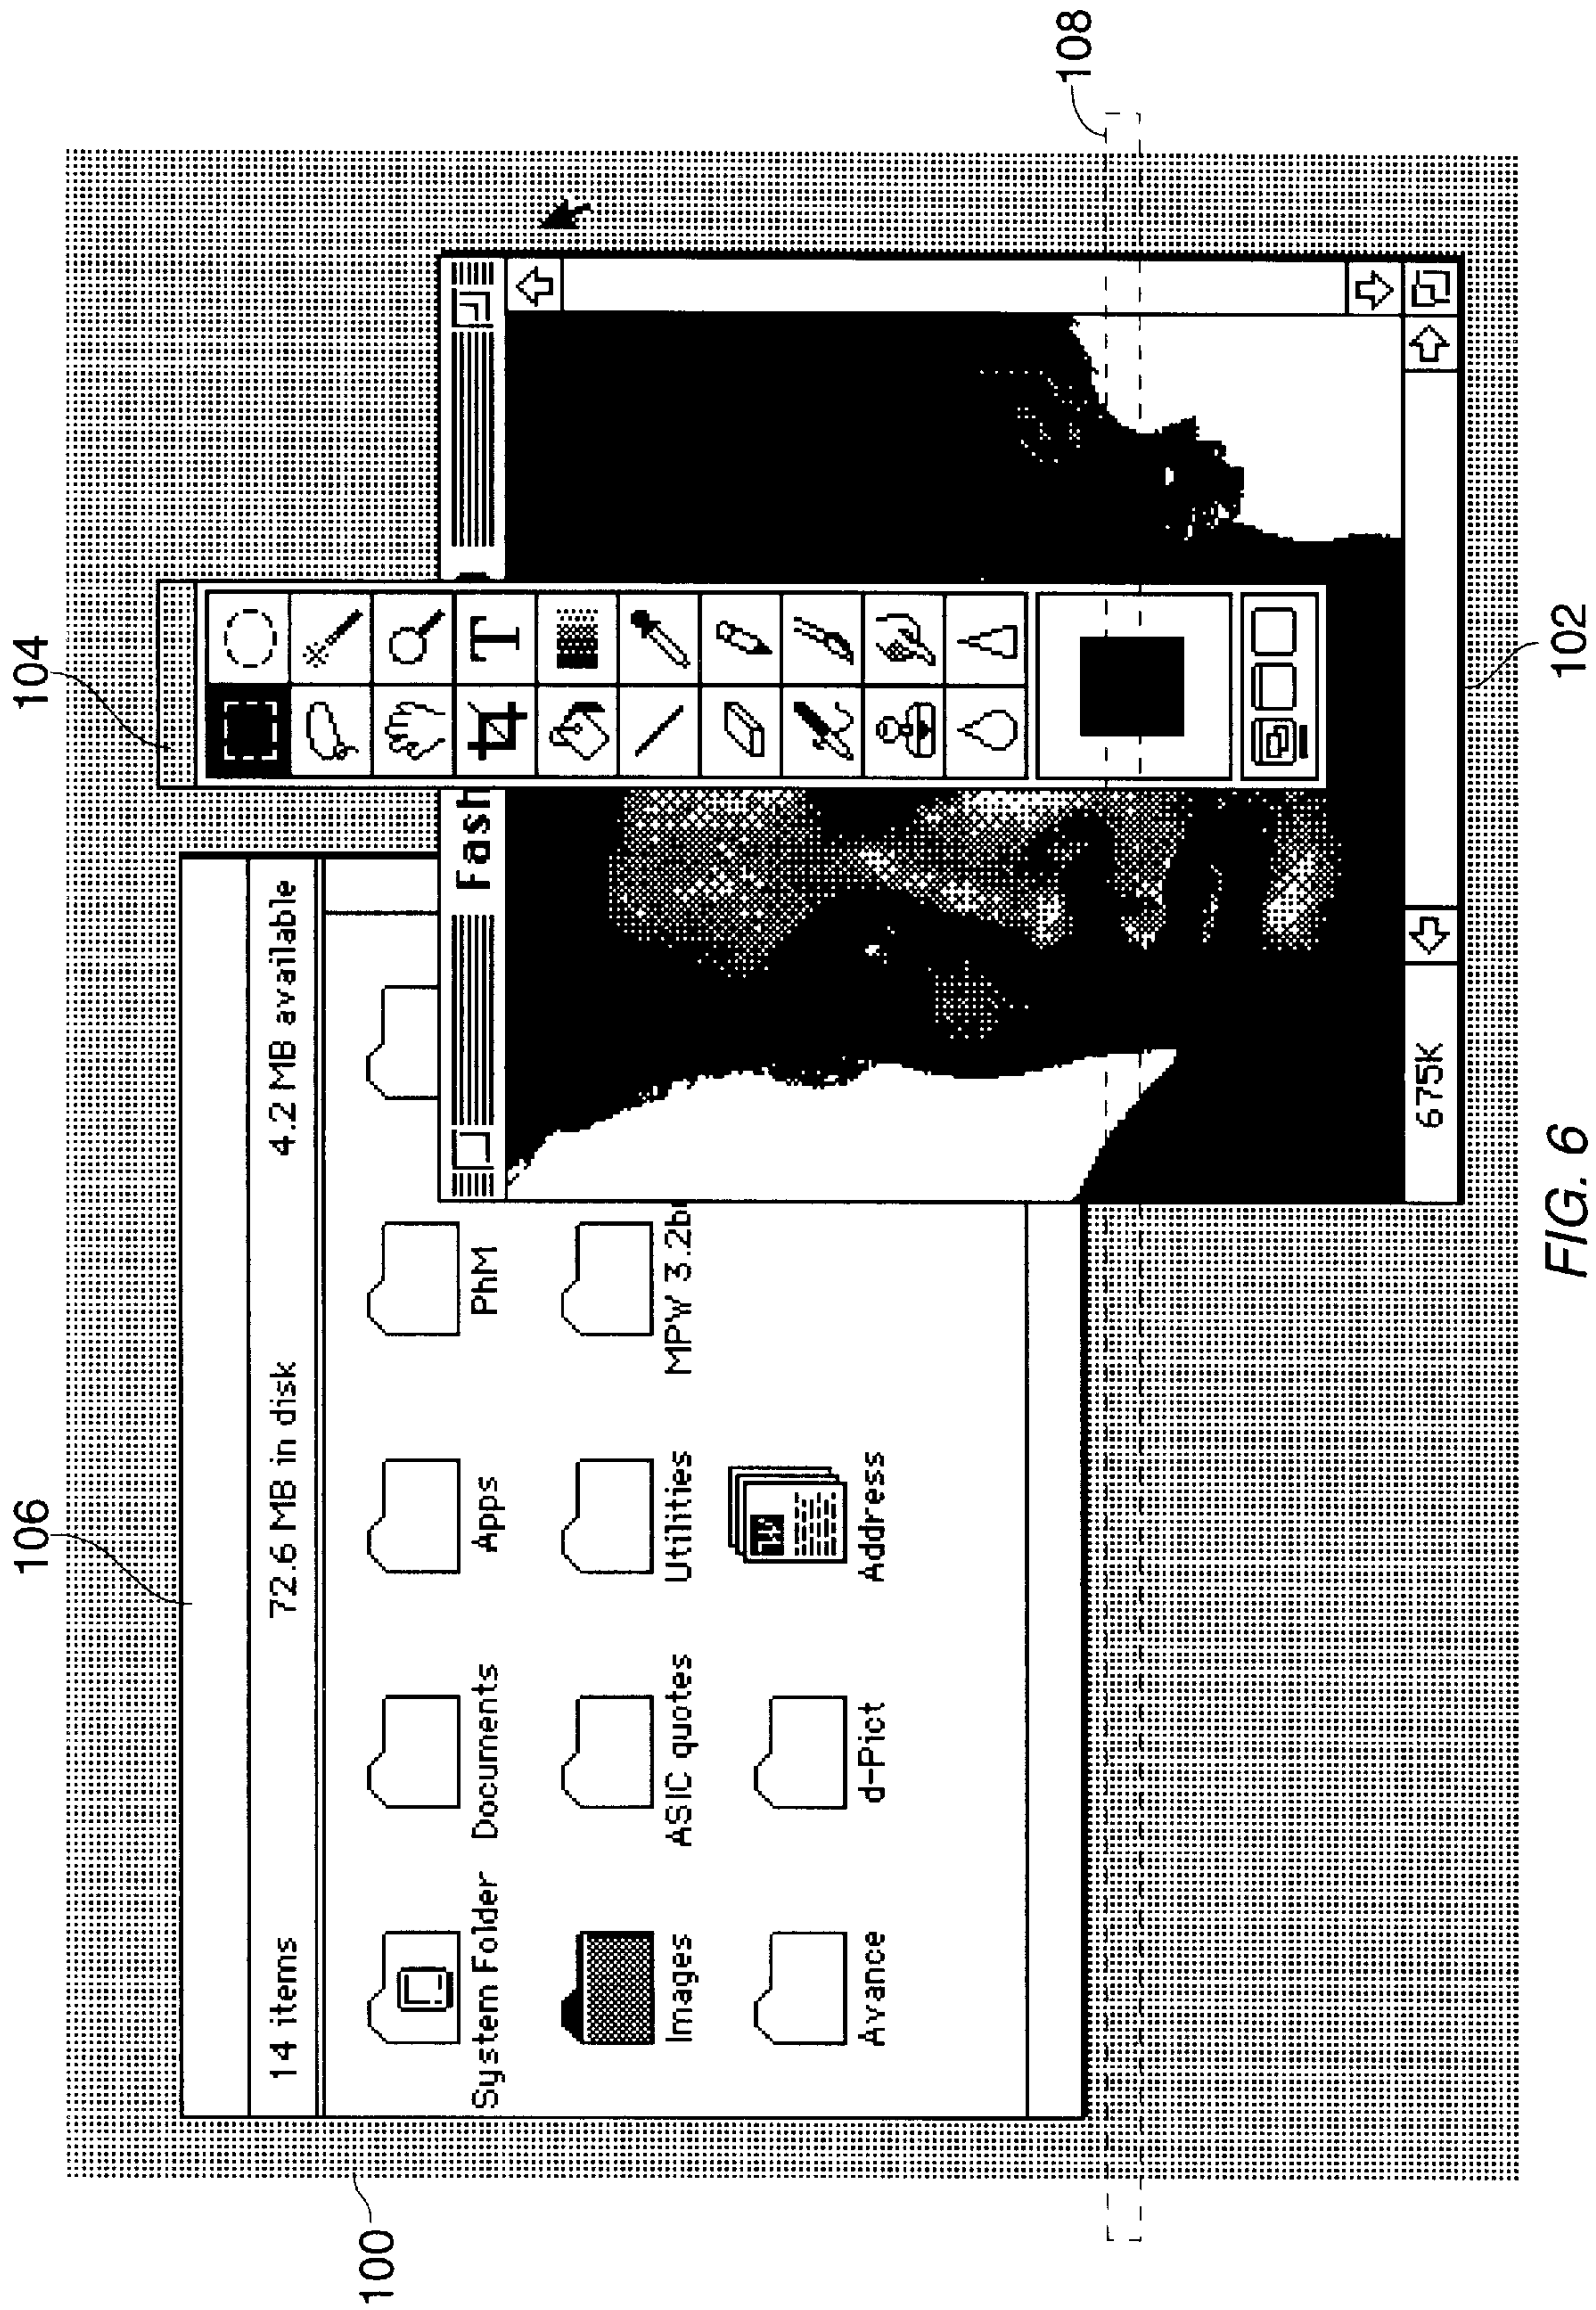 106
104
14 items
72.6 MB in disk
4.2 MB available
System Folder
Documents
Apps
PhM
Images
ASIC quotes
Utilities
MPW 3.2b
Avance
d-Pict
Address
Fash
T
675K
100
102
108
FIG. 6